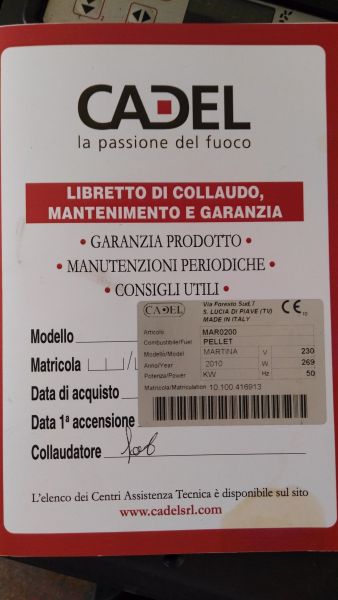 CADEL
la passione del fuoco
LIBRETTO DI COLLAUDO,
MANTENIMENTO E GARANZIA
• GARANZIA PRODOTTO •
• MANUTENZIONI PERIODICHE •
• CONSIGLI UTILI •
CADEL
Via Foresto Sud,7
S. LUCIA DI PIAVE (TV)
MADE IN ITALY
CE 10
Articolo MAR0200
Combustibile/Fuel PELLET
Modello/Model MARTINA V 230
Anno/Year 2010 W 269
Potenza/Power KW Hz 50
Matricola/Matriculation 10.100.416913
Modello
Matricola
Data di acquisto
Data 1ª accensione
Collaudatore
L'elenco dei Centri Assistenza Tecnica è disponibile sul sito
www.cadelsrl.com